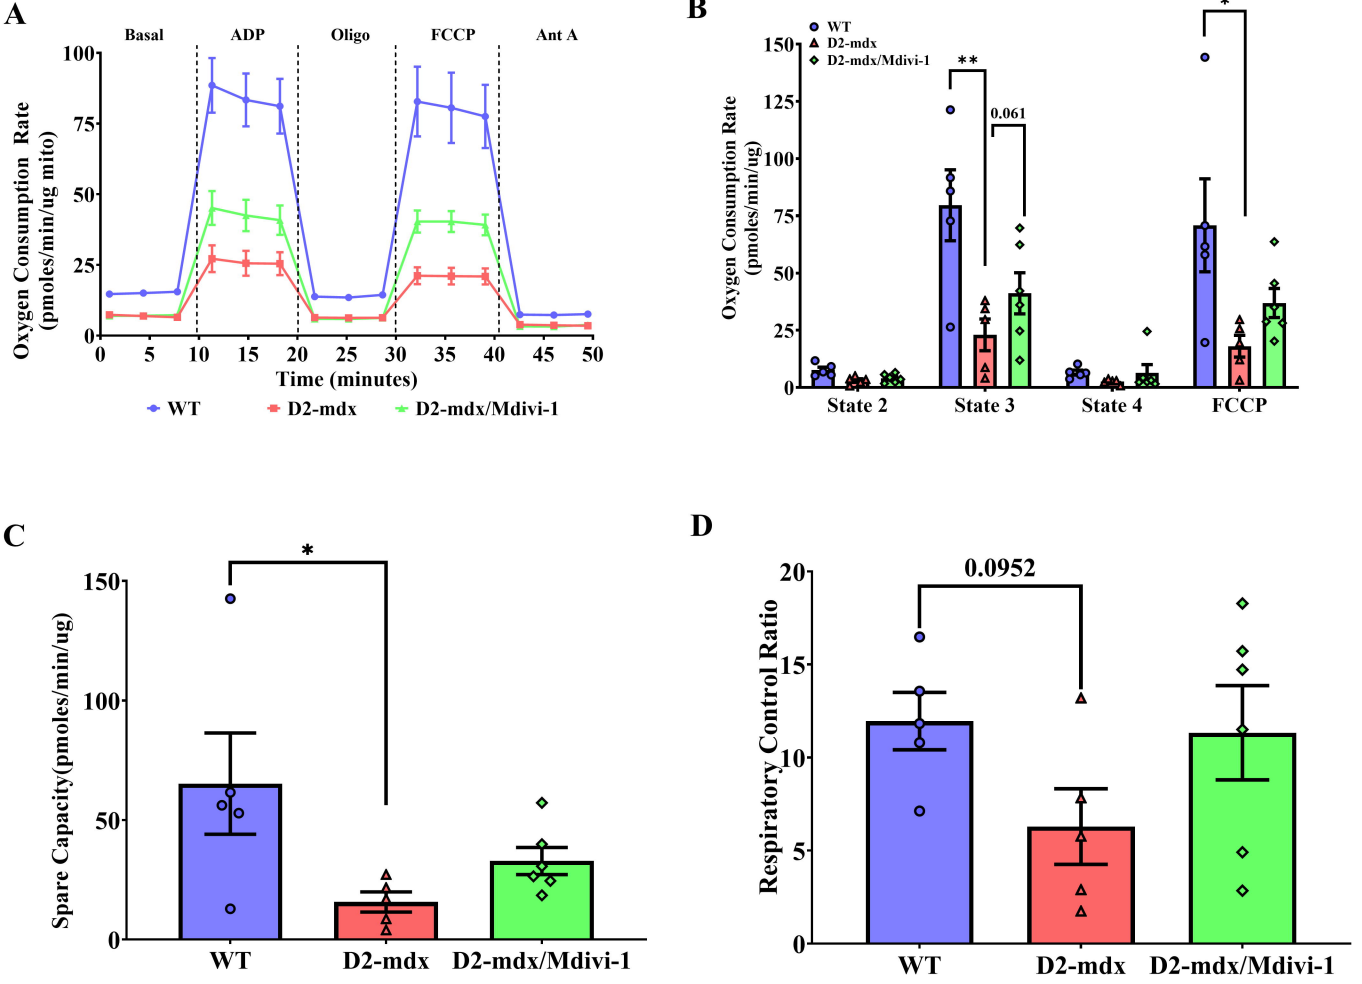 A
Basal ADP Oligo FCCP Ant A
Oxygen Consumption Rate
(pmoles/min/ug mito)
100
75
50
25
0
0 5 10 15 20 25 30 35 40 45 50
Time (minutes)
WT D2-mdx D2-mdx/Mdivi-1
B
WT
D2-mdx
D2-mdx/Mdivi-1
Oxygen Consumption Rate
(pmoles/min/ug)
150
125
100
75
50
25
0
**
0.061
*
State 2 State 3 State 4 FCCP
C
Spare Capacity(pmoles/min/ug)
150
100
50
0
*
WT D2-mdx D2-mdx/Mdivi-1
D
Respiratory Control Ratio
20
15
10
5
0
0.0952
WT D2-mdx D2-mdx/Mdivi-1